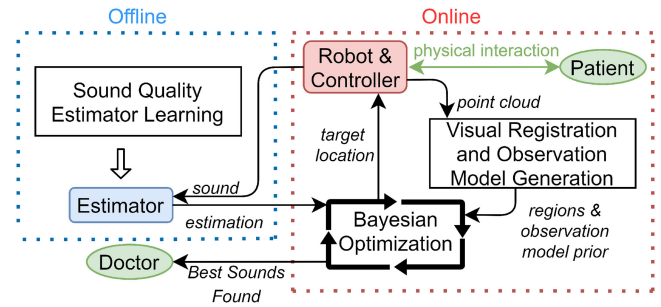 Offline
Online
Robot &
Controller
physical interaction
Patient
Sound Quality
Estimator Learning
point cloud
target
location
Visual Registration
and Observation
Model Generation
sound
Estimator
estimation
Bayesian
Optimization
regions &
observation
model prior
Doctor
Best Sounds
Found